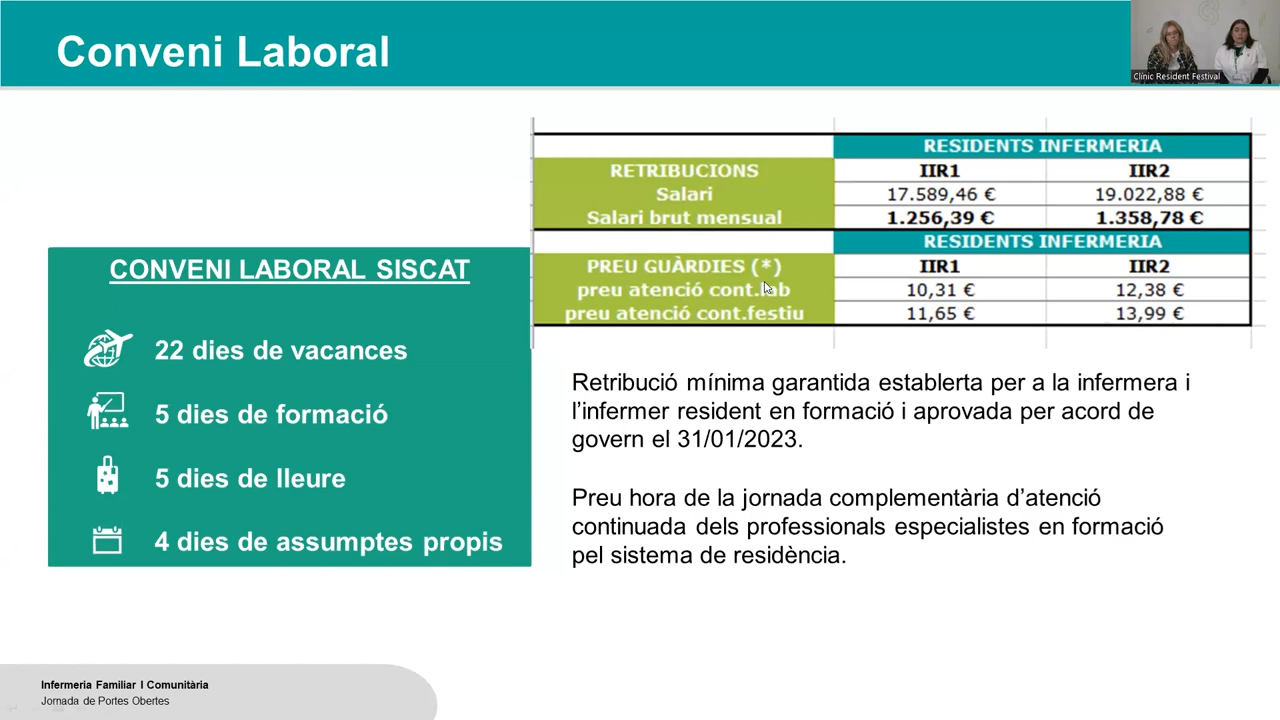 Conveni Laboral
Clínic Resident Festival
RESIDENTS INFERMERIA
RETRIBUCIONS IIR1 IIR2
Salari 17.589,46 € 19.022,88 €
Salari brut mensual 1.256,39 € 1.358,78 €
RESIDENTS INFERMERIA
PREU GUÀRDIES (*) IIR1 IIR2
preu atenció cont.lab 10,31 € 12,38 €
preu atenció cont.festiu 11,65 € 13,99 €
CONVENI LABORAL SISCAT
22 dies de vacances
5 dies de formació
5 dies de lleure
4 dies de assumptes propis
Retribució mínima garantida establerta per a la infermera i
l’infermer resident en formació i aprovada per acord de
govern el 31/01/2023.
Preu hora de la jornada complementària d’atenció
continuada dels professionals especialistes en formació
pel sistema de residència.
Infermeria Familiar I Comunitària
Jornada de Portes Obertes